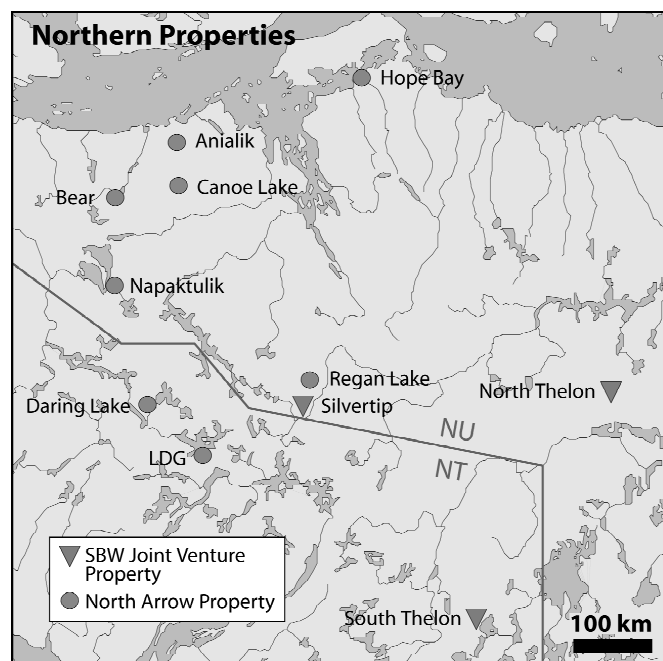 Northern Properties
Hope Bay
Anialik
Canoe Lake
Bear
Napaktulik
Regan Lake
North Thelon
Daring Lake
Silvertip
NU
LDG
NT
SBW Joint Venture
Property
North Arrow Property
South Thelon
100 km